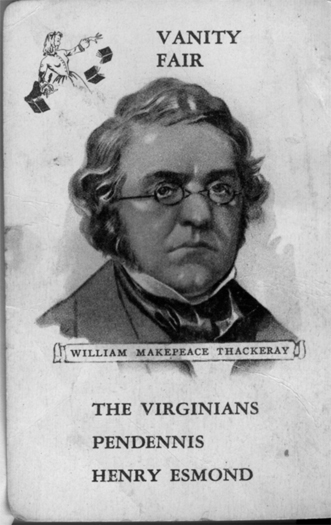 VANITY
FAIR
WILLIAM MAKEPEACE THACKERAY
THE VIRGINIANS
PENDENNIS
HENRY ESMOND